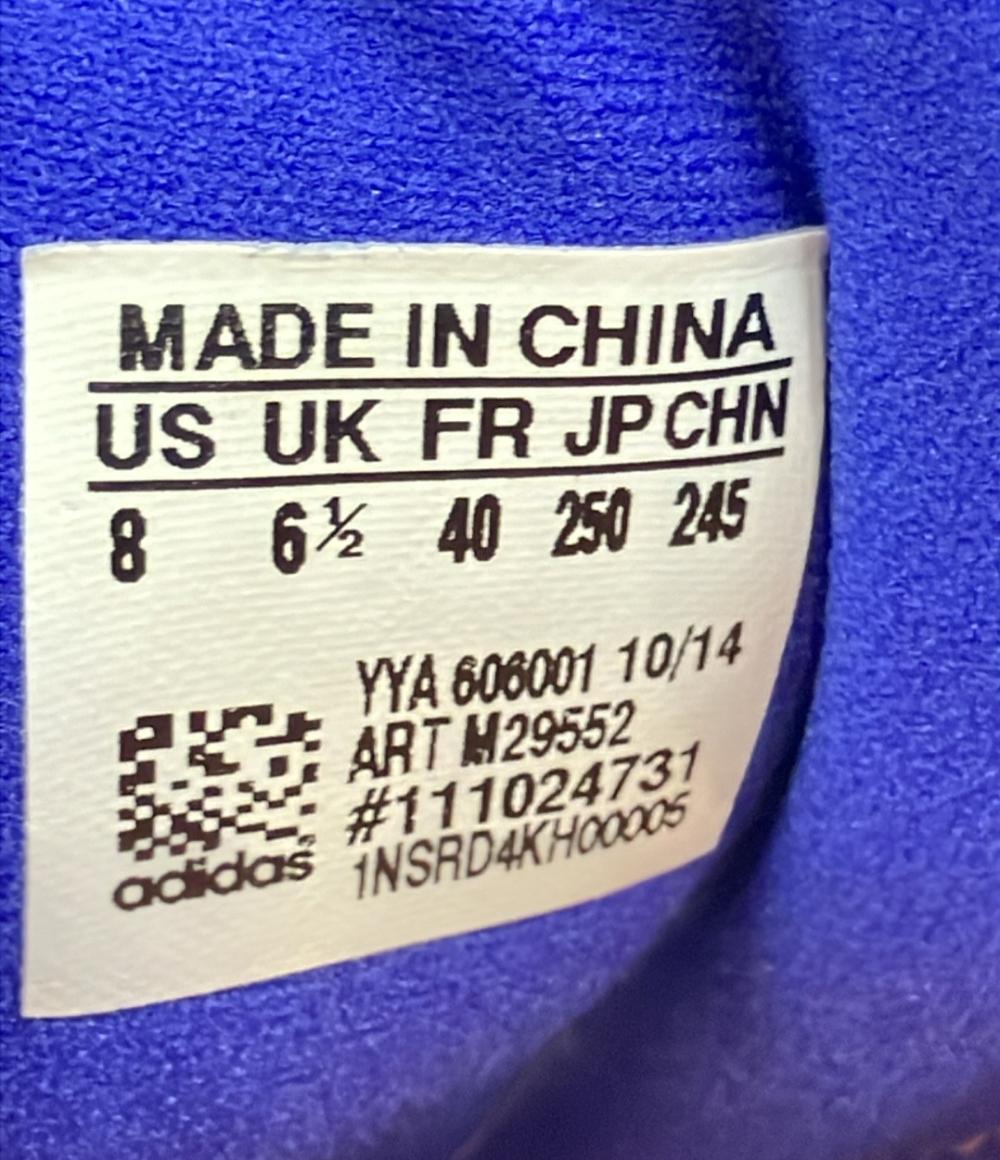 MADE IN CHINA
US UK FR JP CHN
8 6½ 40 250 245
YYA 606001 10/14
ART M29552
#111024731
1NSRD4KH00005
adidas